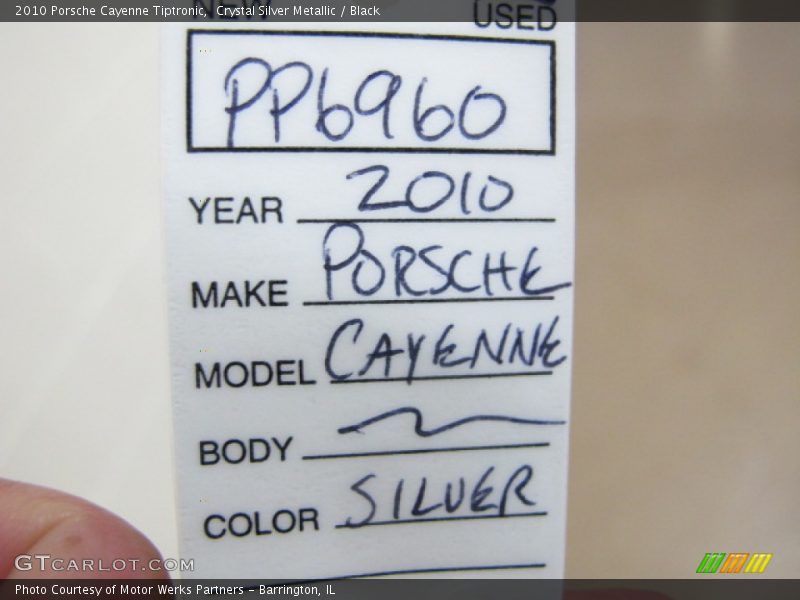 2010 Porsche Cayenne Tiptronic, Crystal Silver Metallic / Black
NEW USED
PP6960
YEAR 2010
MAKE PORSCHE
MODEL CAYENNE
BODY
COLOR SILVER
GTCARLOT.COM
Photo Courtesy of Motor Werks Partners - Barrington, IL